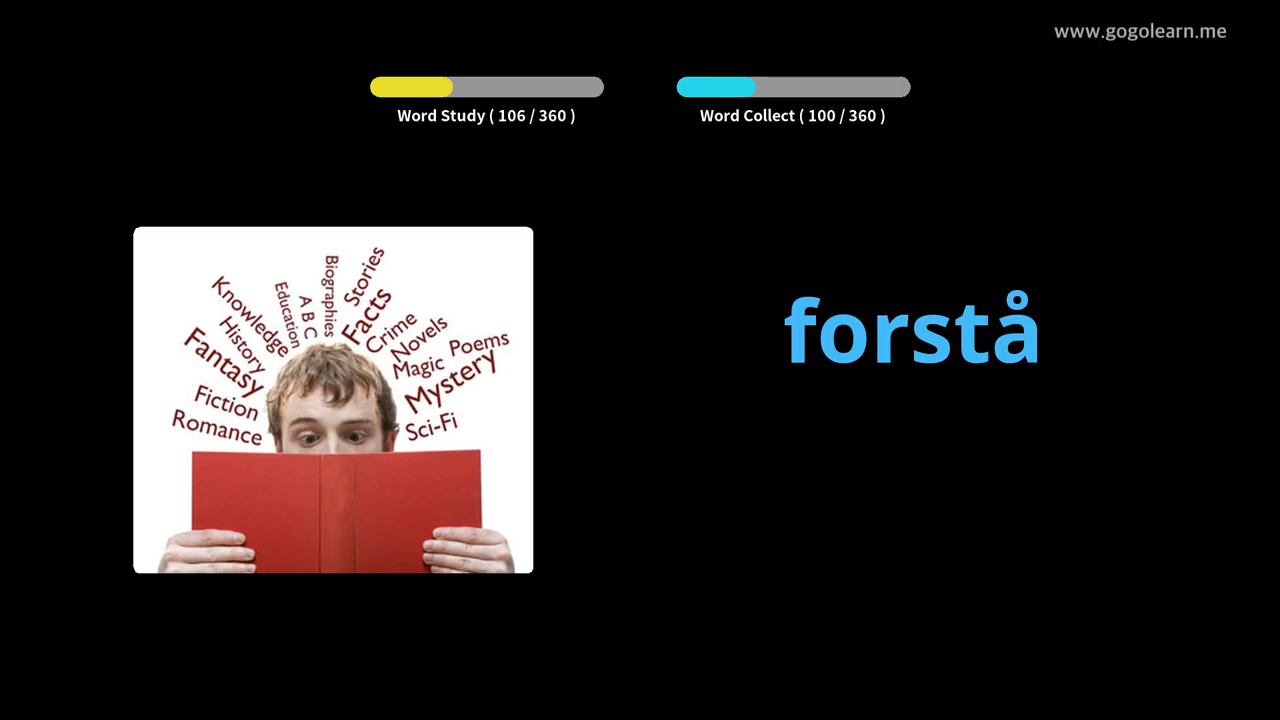 www.gogolearn.me
Word Study ( 106 / 360 )
Word Collect ( 100 / 360 )
Knowledge
History
Fantasy
Fiction
Romance
Education
A B C
Biographies
Stories
Facts
Crime
Novels
Magic
Poems
Mystery
Sci-Fi
forstå